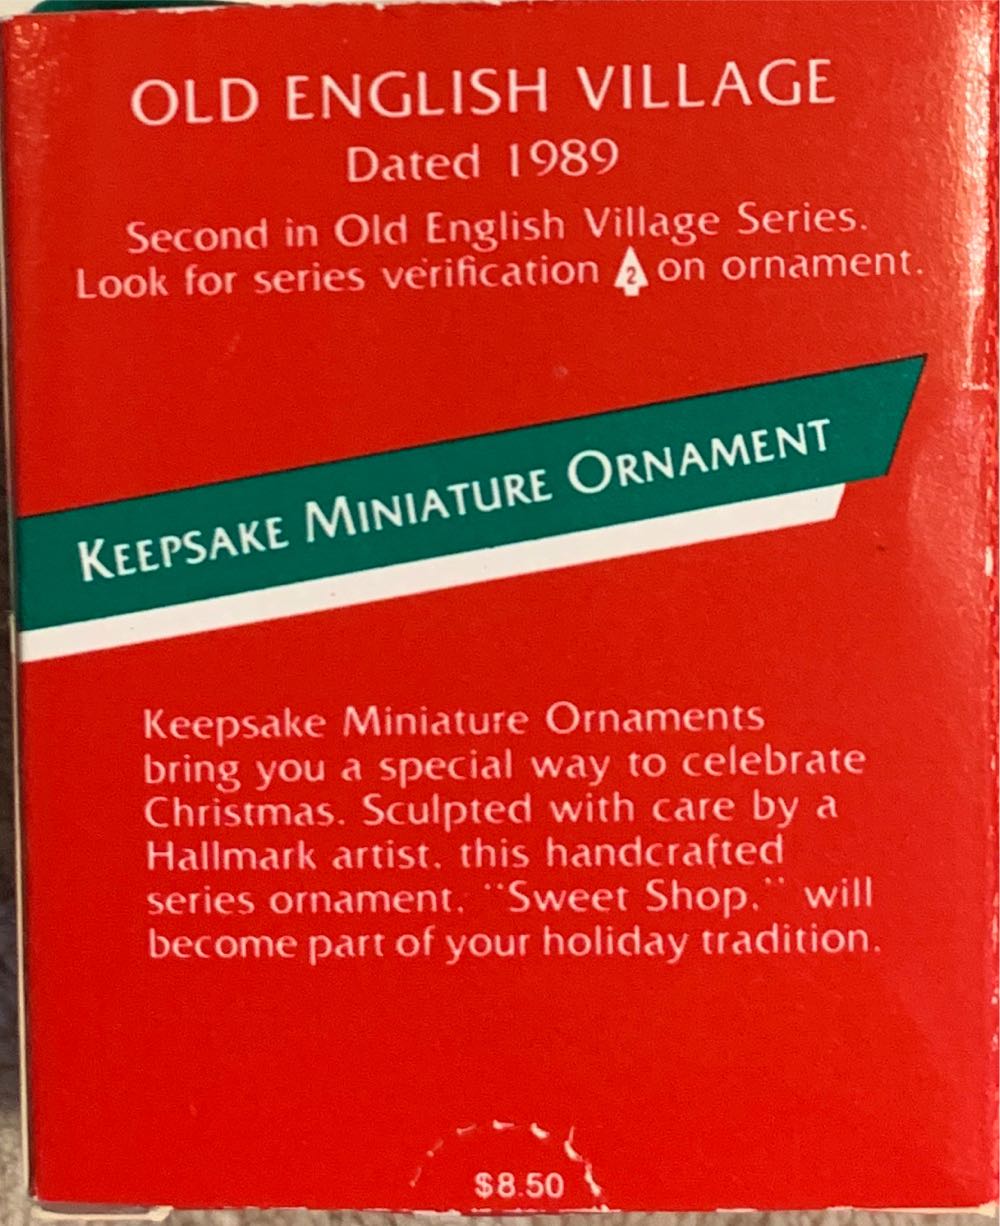 OLD ENGLISH VILLAGE
Dated 1989
Second in Old English Village Series.
Look for series verification 2 on ornament.
KEEPSAKE MINIATURE ORNAMENT
Keepsake Miniature Ornaments
bring you a special way to celebrate
Christmas. Sculpted with care by a
Hallmark artist, this handcrafted
series ornament, "Sweet Shop," will
become part of your holiday tradition.
$8.50